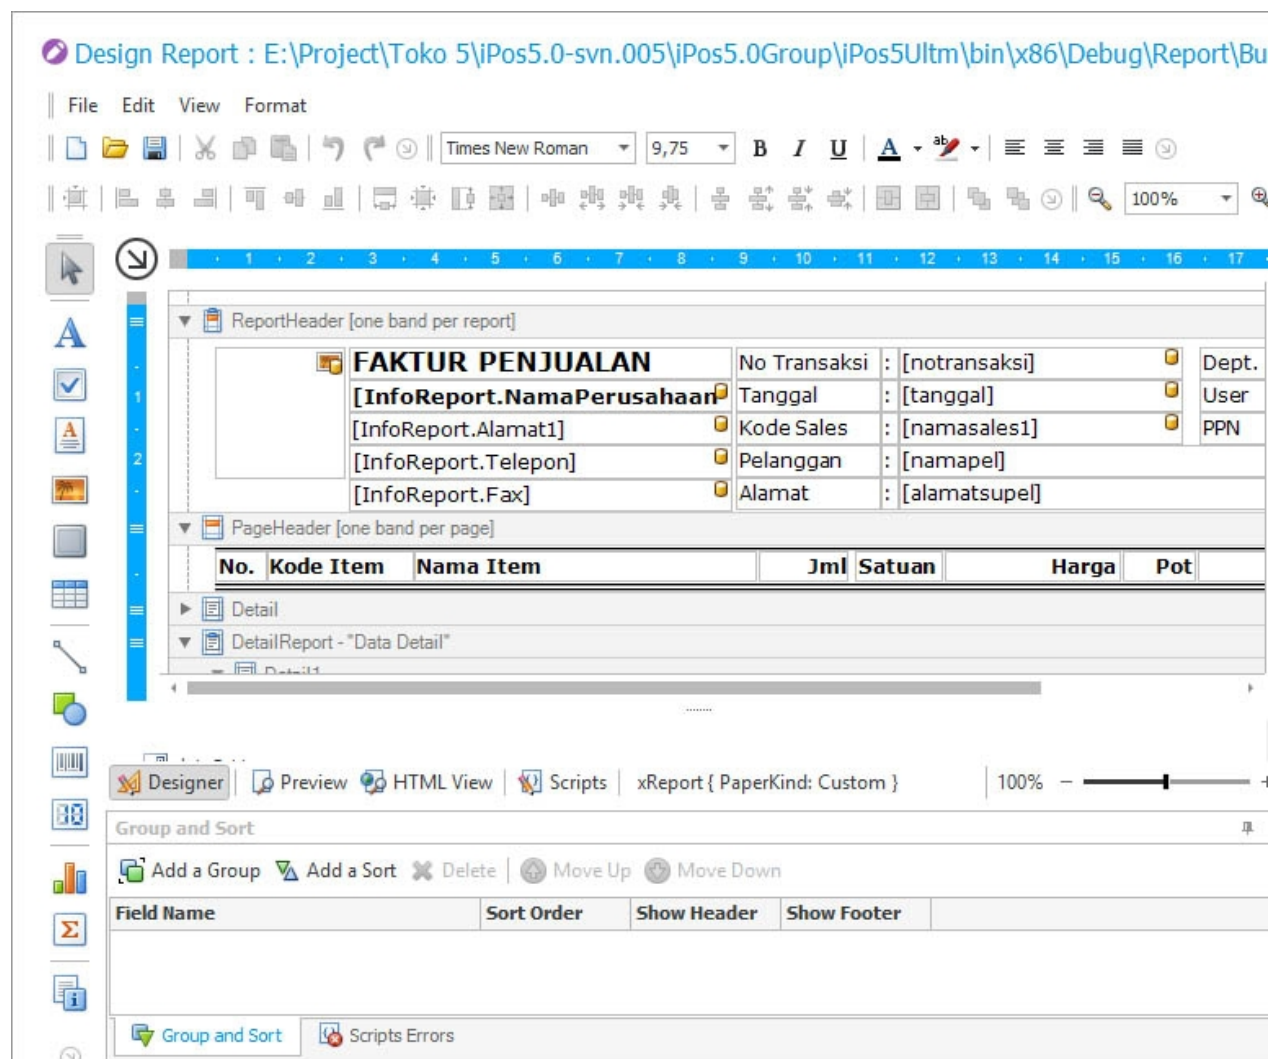 Design Report : E:\Project\Toko 5\iPos5.0-svn.005\iPos5.0Group\iPos5Ultm\bin\x86\Debug\Report\Bu
File Edit View Format
Times New Roman 9,75 B I U A ab
100%
1 2 3 4 5 6 7 8 9 10 11 12 13 14 15 16 17
ReportHeader [one band per report]
FAKTUR PENJUALAN No Transaksi : [notransaksi] Dept.
[InfoReport.NamaPerusahaan Tanggal : [tanggal] User
[InfoReport.Alamat1] Kode Sales : [namasales1] PPN
[InfoReport.Telepon] Pelanggan : [namapel]
[InfoReport.Fax] Alamat : [alamatsupel]
1
2
PageHeader [one band per page]
No. Kode Item Nama Item Jml Satuan Harga Pot
Detail
DetailReport - "Data Detail"
Detail1
Designer Preview HTML View Scripts xReport { PaperKind: Custom } 100% − +
Group and Sort
Add a Group Add a Sort Delete Move Up Move Down
Field Name Sort Order Show Header Show Footer
Group and Sort Scripts Errors